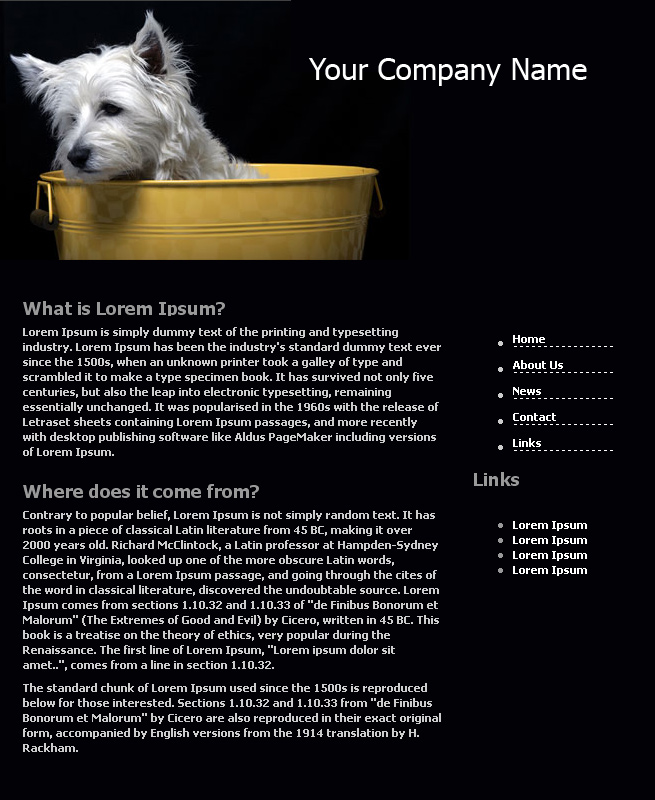 Your Company Name
What is Lorem Ipsum?
Lorem Ipsum is simply dummy text of the printing and typesetting
industry. Lorem Ipsum has been the industry's standard dummy text ever
since the 1500s, when an unknown printer took a galley of type and
scrambled it to make a type specimen book. It has survived not only five
centuries, but also the leap into electronic typesetting, remaining
essentially unchanged. It was popularised in the 1960s with the release of
Letraset sheets containing Lorem Ipsum passages, and more recently
with desktop publishing software like Aldus PageMaker including versions
of Lorem Ipsum.
Where does it come from?
Contrary to popular belief, Lorem Ipsum is not simply random text. It has
roots in a piece of classical Latin literature from 45 BC, making it over
2000 years old. Richard McClintock, a Latin professor at Hampden-Sydney
College in Virginia, looked up one of the more obscure Latin words,
consectetur, from a Lorem Ipsum passage, and going through the cites of
the word in classical literature, discovered the undoubtable source. Lorem
Ipsum comes from sections 1.10.32 and 1.10.33 of "de Finibus Bonorum et
Malorum" (The Extremes of Good and Evil) by Cicero, written in 45 BC. This
book is a treatise on the theory of ethics, very popular during the
Renaissance. The first line of Lorem Ipsum, "Lorem ipsum dolor sit
amet..", comes from a line in section 1.10.32.
The standard chunk of Lorem Ipsum used since the 1500s is reproduced
below for those interested. Sections 1.10.32 and 1.10.33 from "de Finibus
Bonorum et Malorum" by Cicero are also reproduced in their exact original
form, accompanied by English versions from the 1914 translation by H.
Rackham.
Home
About Us
News
Contact
Links
Links
Lorem Ipsum
Lorem Ipsum
Lorem Ipsum
Lorem Ipsum